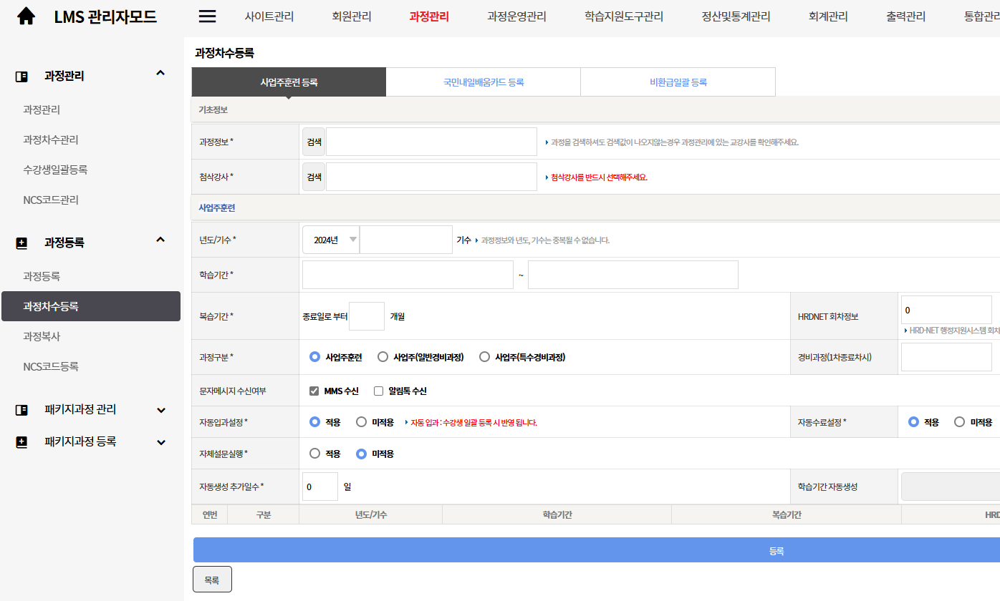 LMS 관리자모드
사이트관리 회원관리 과정관리 과정운영관리 학습지원도구관리 정산및통계관리 회계관리 출력관리 통합관리
과정관리
과정관리
과정차수관리
수강생일괄등록
NCS코드관리
과정등록
과정등록
과정차수등록
과정복사
NCS코드등록
패키지과정 관리
패키지과정 등록
과정차수등록
사업주훈련 등록 국민내일배움카드 등록 비환급일괄 등록
기초정보
과정정보 * 검색 과정을 검색하셔도 검색값이 나오지않는경우 과정관리에 있는 교강사를 확인해주세요.
첨삭강사 * 검색 첨삭강사를 반드시 선택해주세요.
사업주훈련
년도/기수 * 2024년 기수 과정정보와 년도, 기수는 중복될 수 없습니다.
학습기간 * ~
복습기간 * 종료일로 부터 개월 HRDNET 회차정보 0
HRD-NET 행정지원시스템 회차
과정구분 * 사업주훈련 사업주(일반경비과정) 사업주(특수경비과정) 경비과정(1차종료차시)
문자메시지 수신여부 MMS 수신 알림톡 수신
자동입과설정 * 적용 미적용 자동 입과 : 수강생 일괄 등록 시 반영 됩니다. 자동수료설정 * 적용 미적용
자체설문실행 * 적용 미적용
자동생성 추가일수 * 0 일 학습기간 자동생성
연번 구분 년도/기수 학습기간 복습기간 HRD
등록
목록